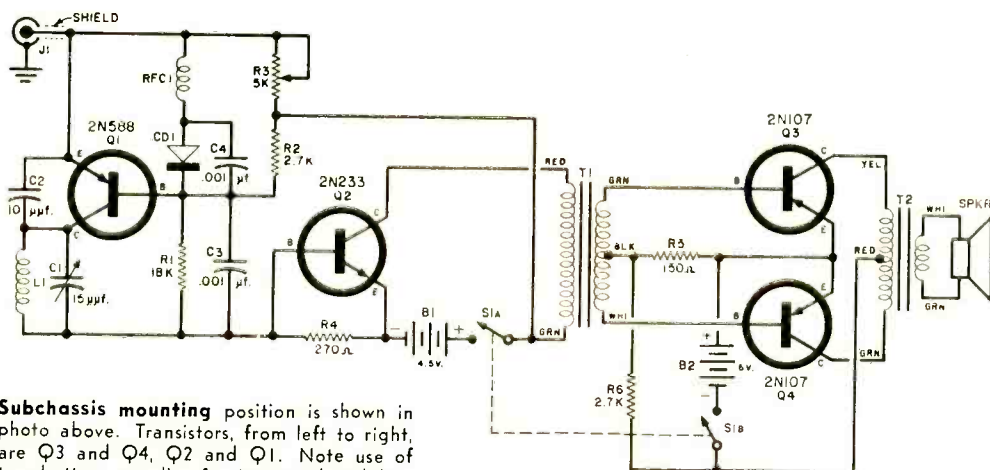 SHIELD
J1
RFC1
R3
5K
2N588
Q1
CD1
C4
.001 µf.
R2
2.7K
2N107
Q3
C
YEL
E
B
C2
10 µµf.
C
L1
C1
15µµf.
R1
18K
C3
.001 µf
2N233
Q2
C
B
E
RED
T1
GRN
B
BLK
R5
150Ω
E
T2
WHI
SPKR
RED
GRN
R4
270Ω
B1
4.5V.
S1A
GRN
WHI
B
E
C
GRN
2N107
Q4
B2
6V.
R6
2.7K
S1B
Subchassis mounting position is shown in
photo above. Transistors, from left to right,
are Q3 and Q4, Q2 and Q1. Note use of